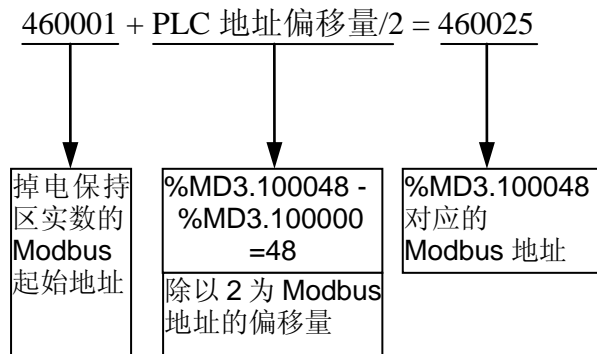 460001 + PLC 地址偏移量/2 = 460025
掉电保持
区实数的
Modbus
起始地址
%MD3.100048 -
%MD3.100000
=48
除以 2 为 Modbus
地址的偏移量
%MD3.100048
对应的
Modbus 地址